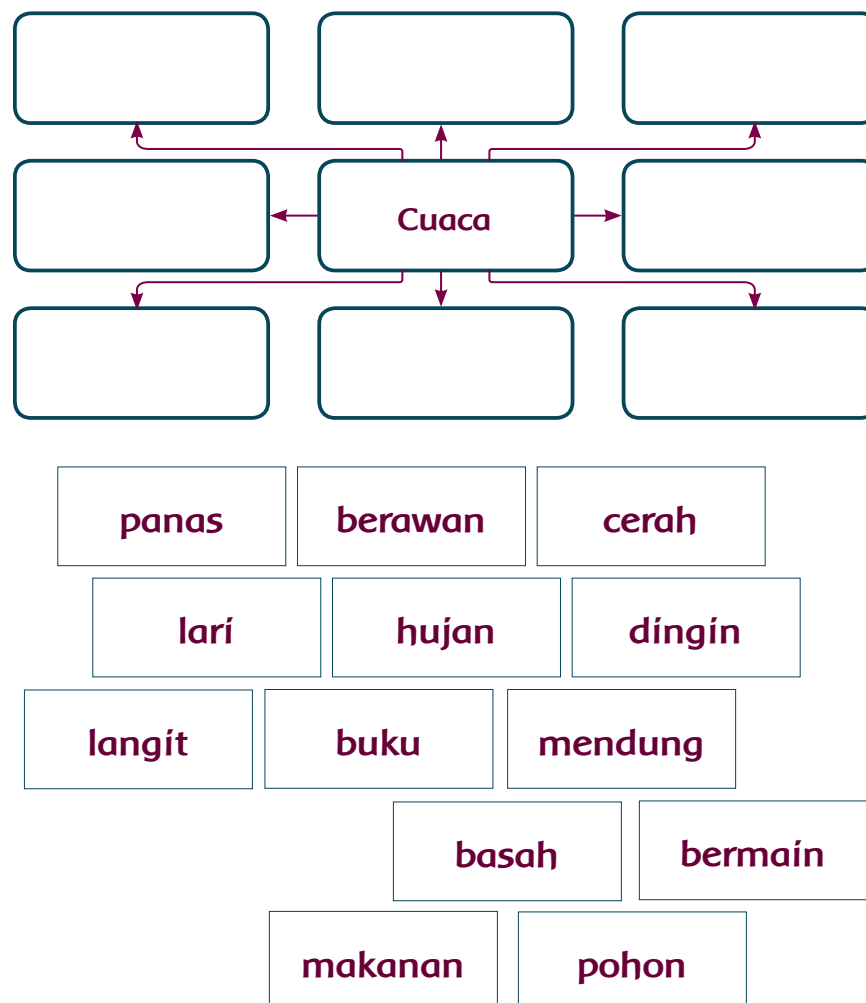 Cuaca
panas berawan cerah
lari hujan dingin
langit buku mendung
basah bermain
makanan pohon